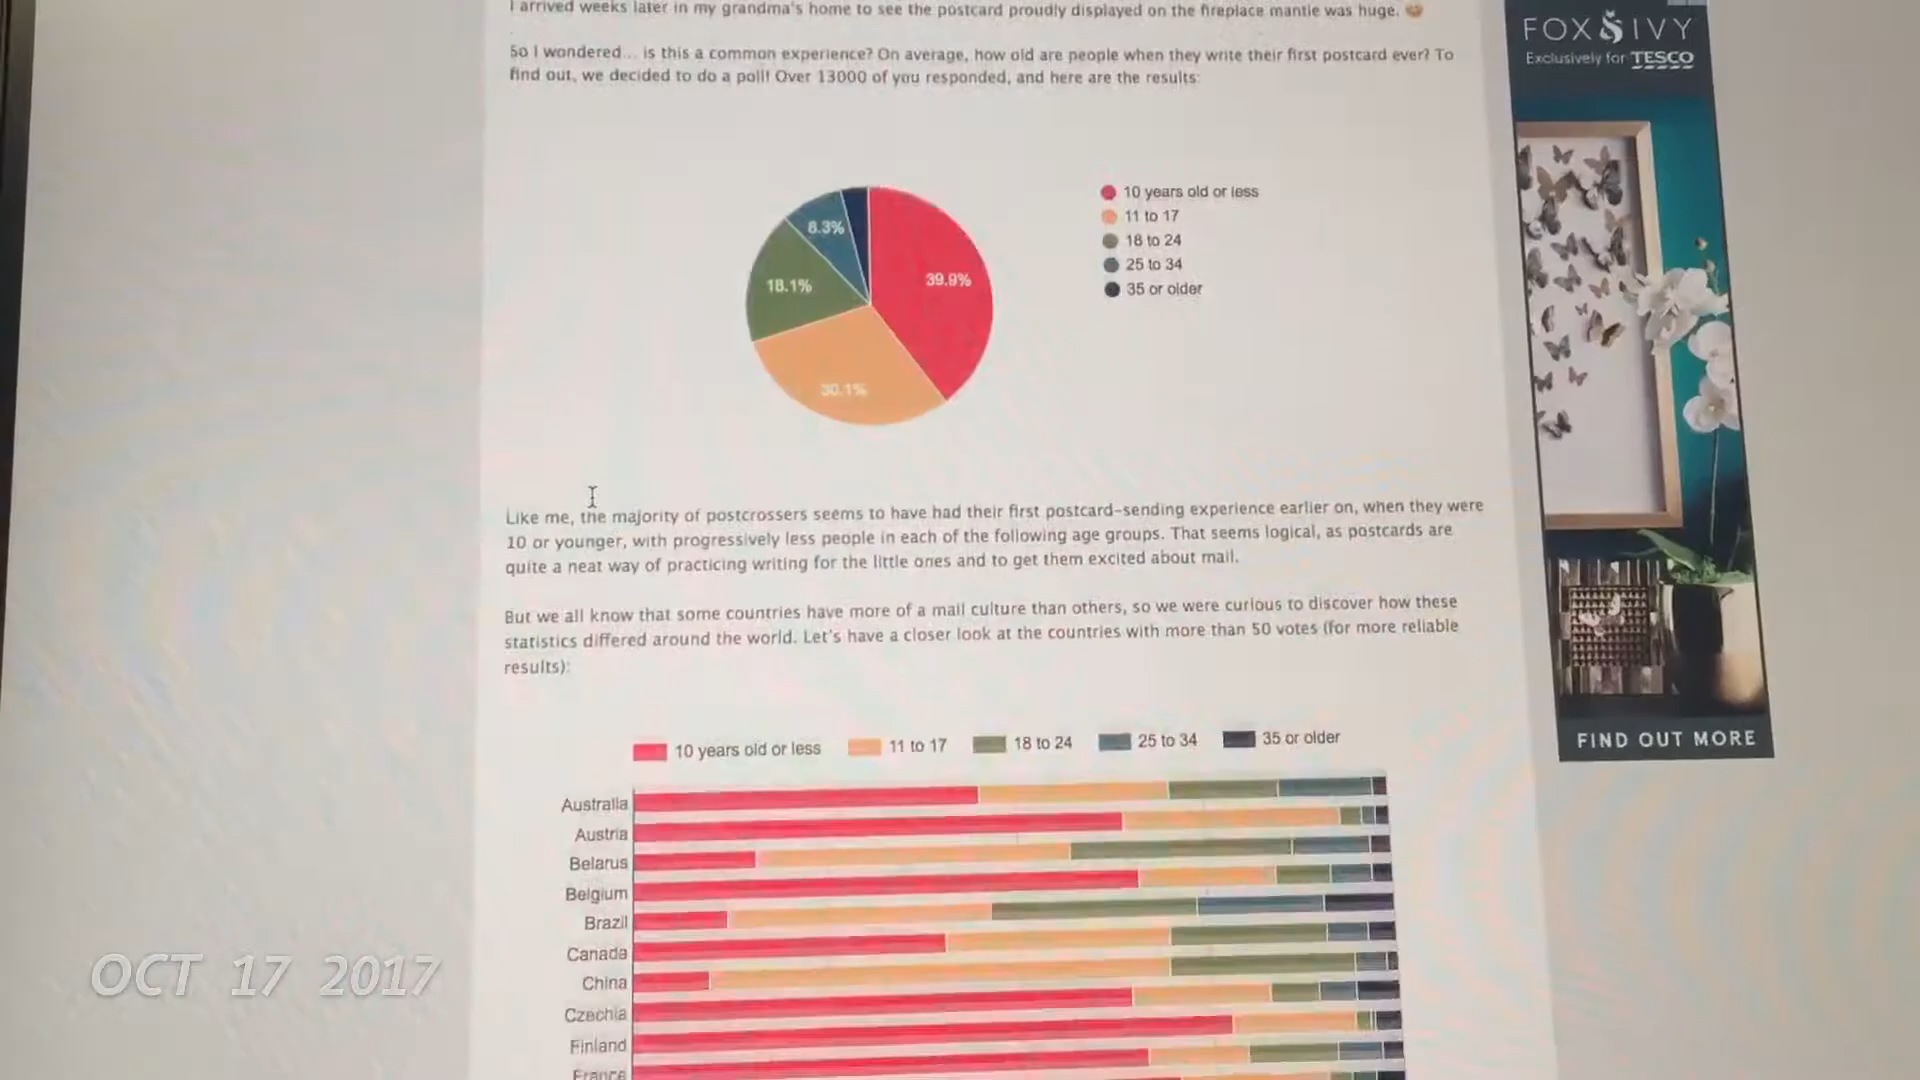 I arrived weeks later in my grandma's home to see the postcard proudly displayed on the fireplace mantle was huge.
So I wondered... is this a common experience? On average, how old are people when they write their first postcard ever? To
find out, we decided to do a poll! Over 13000 of you responded, and here are the results:
10 years old or less
11 to 17
18 to 24
25 to 34
35 or older
8.3%
39.9%
18.1%
30.1%
Like me, the majority of postcrossers seems to have had their first postcard-sending experience earlier on, when they were
10 or younger, with progressively less people in each of the following age groups. That seems logical, as postcards are
quite a neat way of practicing writing for the little ones and to get them excited about mail.
But we all know that some countries have more of a mail culture than others, so we were curious to discover how these
statistics differed around the world. Let's have a closer look at the countries with more than 50 votes (for more reliable
results):
10 years old or less 11 to 17 18 to 24 25 to 34 35 or older
Australia
Austria
Belarus
Belgium
Brazil
Canada
China
Czechia
Finland
France
FOX & IVY
Exclusively for TESCO
FIND OUT MORE
OCT 17 2017